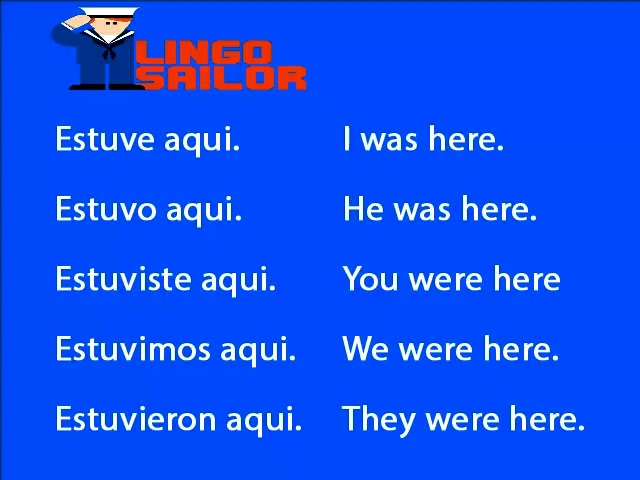 LINGO
SAILOR
Estuve aqui. I was here.
Estuvo aqui. He was here.
Estuviste aqui. You were here
Estuvimos aqui. We were here.
Estuvieron aqui. They were here.